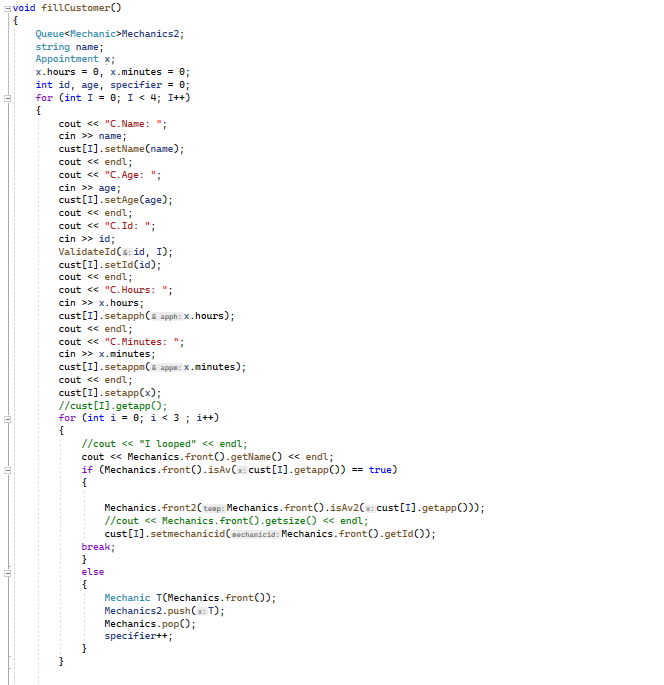 void fillCustomer()
{
Queue<Mechanic>Mechanics2;
string name;
Appointment x;
x.hours = 0, x.minutes = 0;
int id, age, specifier = 0;
for (int I = 0; I < 4; I++)
{
cout << "C.Name: ";
cin >> name;
cust[I].setName(name);
cout << endl;
cout << "C.Age: ";
cin >> age;
cust[I].setAge(age);
cout << endl;
cout << "C.Id: ";
cin >> id;
ValidateId(&: id, I);
cust[I].setId(id);
cout << endl;
cout << "C.Hours: ";
cin >> x.hours;
cust[I].setapph(& apph: x.hours);
cout << endl;
cout << "C.Minutes: ";
cin >> x.minutes;
cust[I].setappm(& appm: x.minutes);
cout << endl;
cust[I].setapp(x);
//cust[I].getapp();
for (int i = 0; i < 3 ; i++)
{
//cout << "I looped" << endl;
cout << Mechanics.front().getName() << endl;
if (Mechanics.front().isAv(x: cust[I].getapp()) == true)
{
Mechanics.front2(temp: Mechanics.front().isAv2(x: cust[I].getapp()));
//cout << Mechanics.front().getsize() << endl;
cust[I].setmechanicid(mechanicid: Mechanics.front().getId());
break;
}
else
{
Mechanic T(Mechanics.front());
Mechanics2.push(x: T);
Mechanics.pop();
specifier++;
}
}